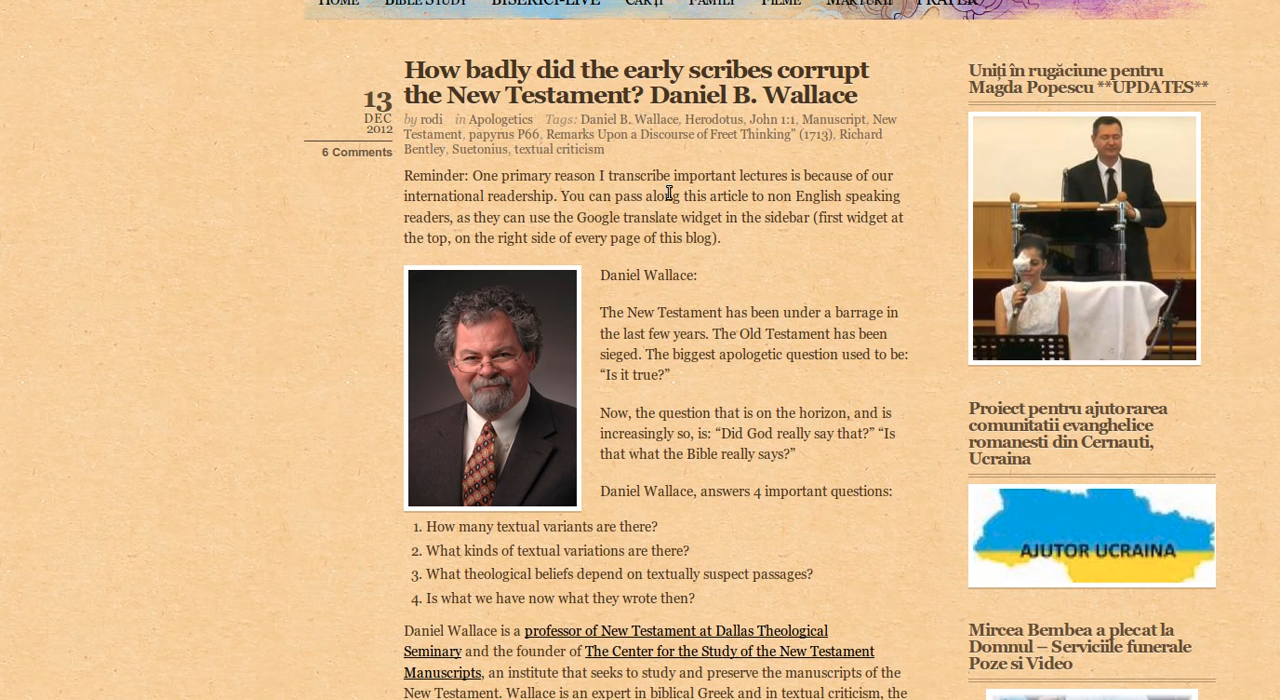 HOME BIBLE STUDY BISERICI-LIVE CĂRȚI FAMILY FILME MĂRTURII PRAYER
How badly did the early scribes corrupt
the New Testament? Daniel B. Wallace
13
DEC
2012
6 Comments
by rodi in Apologetics Tags: Daniel B. Wallace, Herodotus, John 1:1, Manuscript, New
Testament, papyrus P66, Remarks Upon a Discourse of Freet Thinking” (1713), Richard
Bentley, Suetonius, textual criticism
Reminder: One primary reason I transcribe important lectures is because of our
international readership. You can pass along this article to non English speaking
readers, as they can use the Google translate widget in the sidebar (first widget at
the top, on the right side of every page of this blog).
Daniel Wallace:
The New Testament has been under a barrage in
the last few years. The Old Testament has been
sieged. The biggest apologetic question used to be:
“Is it true?”
Now, the question that is on the horizon, and is
increasingly so, is: “Did God really say that?” “Is
that what the Bible really says?”
Daniel Wallace, answers 4 important questions:
1. How many textual variants are there?
2. What kinds of textual variations are there?
3. What theological beliefs depend on textually suspect passages?
4. Is what we have now what they wrote then?
Daniel Wallace is a professor of New Testament at Dallas Theological
Seminary and the founder of The Center for the Study of the New Testament
Manuscripts, an institute that seeks to study and preserve the manuscripts of the
New Testament. Wallace is an expert in biblical Greek and in textual criticism, the
Uniți în rugăciune pentru
Magda Popescu **UPDATES**
Proiect pentru ajutorarea
comunitatii evanghelice
romanesti din Cernauti,
Ucraina
AJUTOR UCRAINA
Mircea Bembea a plecat la
Domnul – Serviciile funerale
Poze si Video